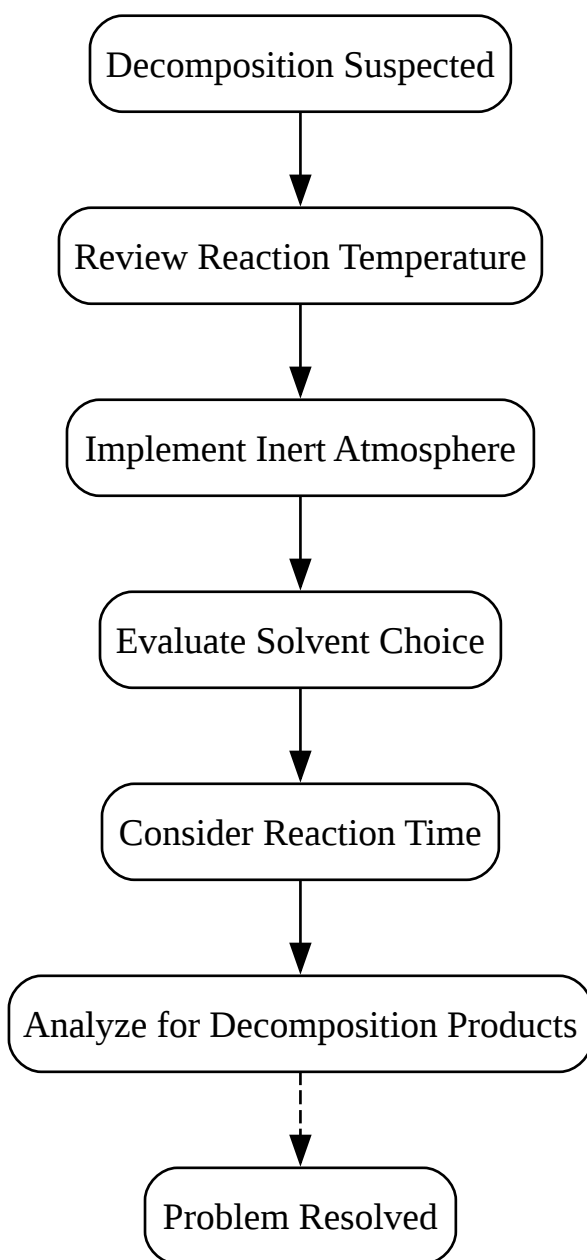 Decomposition Suspected
Review Reaction Temperature
Implement Inert Atmosphere
Evaluate Solvent Choice
Consider Reaction Time
Analyze for Decomposition Products
Problem Resolved